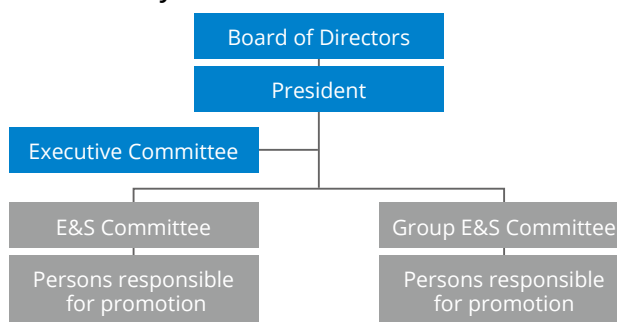 Board of Directors
President
Executive Committee
E&S Committee
Group E&S Committee
Persons responsible
for promotion
Persons responsible
for promotion